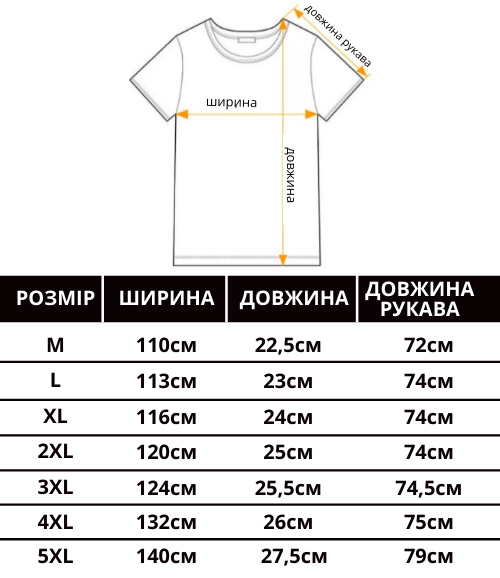 довжина рукава
ширина
довжина
РОЗМІР ШИРИНА ДОВЖИНА ДОВЖИНА РУКАВА
M 110см 22,5см 72см
L 113см 23см 74см
XL 116см 24см 74см
2XL 120см 25см 74см
3XL 124см 25,5см 74,5см
4XL 132см 26см 75см
5XL 140см 27,5см 79см